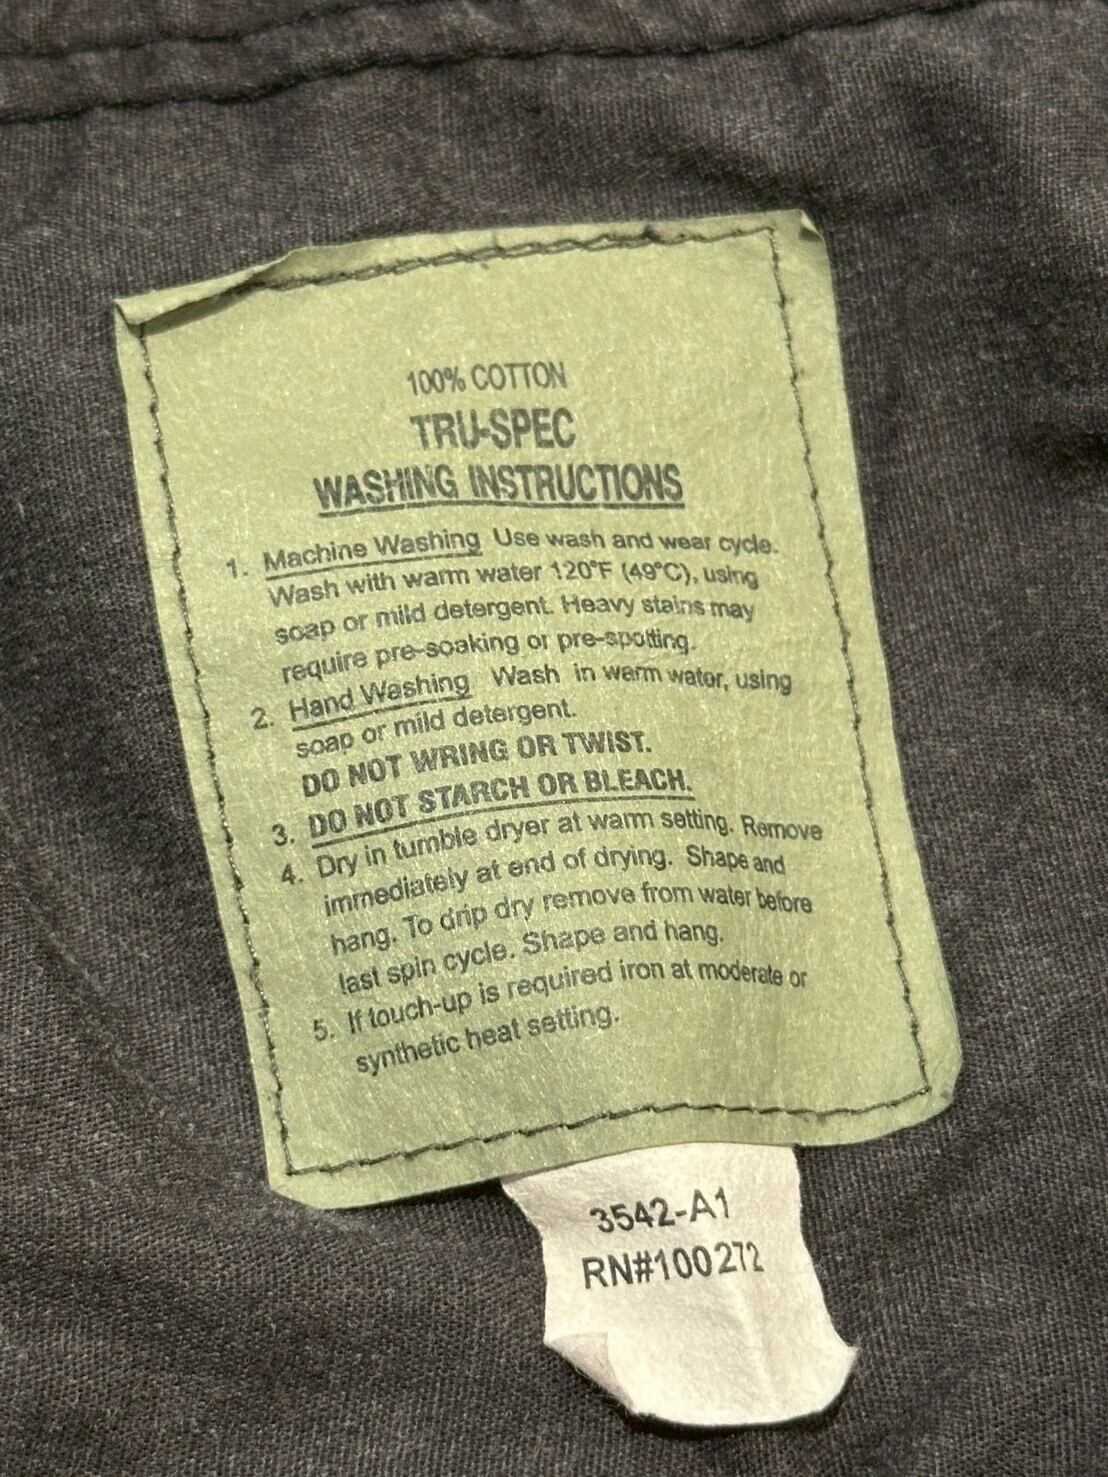 100% COTTON
TRU-SPEC
WASHING INSTRUCTIONS
1. Machine Washing Use wash and wear cycle.
Wash with warm water 120°F (49°C), using
soap or mild detergent. Heavy stains may
require pre-soaking or pre-spotting.
2. Hand Washing Wash in warm water, using
soap or mild detergent.
DO NOT WRING OR TWIST.
3. DO NOT STARCH OR BLEACH.
4. Dry in tumble dryer at warm setting. Remove
immediately at end of drying. Shape and
hang. To drip dry remove from water before
last spin cycle. Shape and hang.
5. If touch-up is required iron at moderate or
synthetic heat setting.
3542-A1
RN#100272